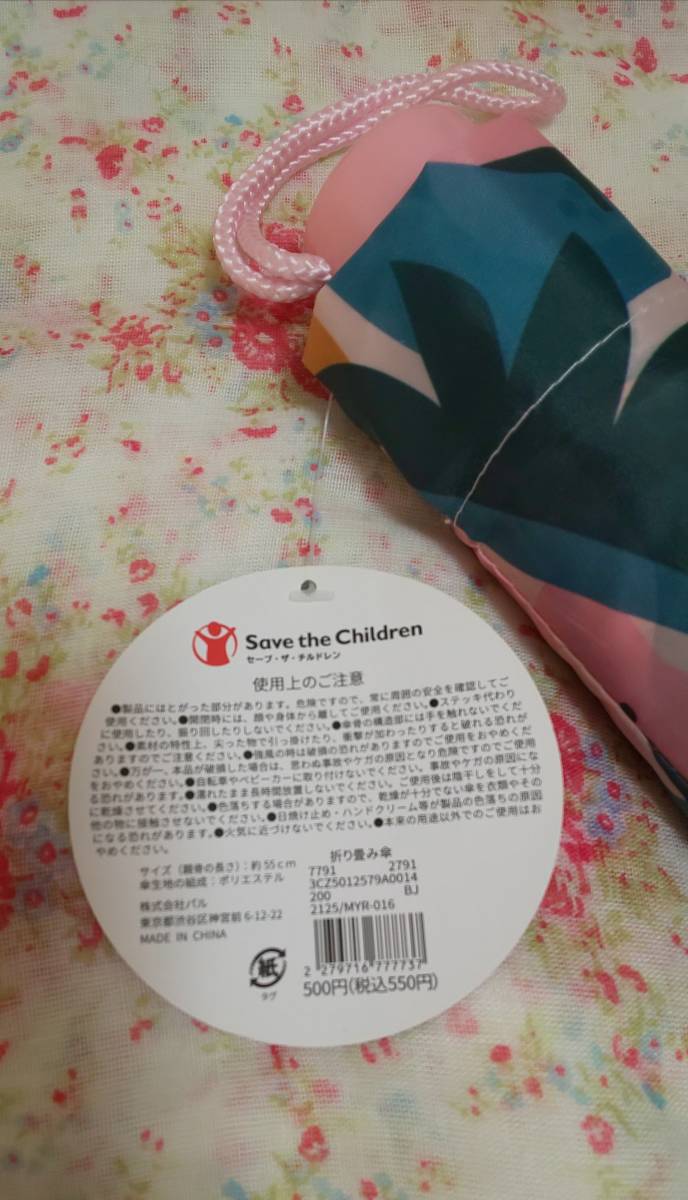 Save the Children
セーブ・ザ・チルドレン
使用上のご注意
●製品にはとがった部分があります。危険ですので、常に周囲の安全を確認してご
使用ください。●開閉時には、顔や身体から離してご使用ください。●ステッキ代わり
に使用したり、振り回したりしないでください。●傘骨の構造部には手を触れないでくだ
さい。●素材の特性上、尖った物で引っ掛けたり、衝撃が加わったりすると破れる恐れが
ありますのでご注意ください。●強風の時は破損の恐れがありますのでご使用をおやめくだ
さい。●万が一、本品が破損した場合は、思わぬ事故やケガの原因となり危険ですのでご使用
をおやめください。●自転車やベビーカーに取り付けないでください。事故やケガの原因にな
る恐れがあります。●濡れたまま長時間放置しないでください。ご使用後は陰干しをして十分
に乾燥させてください。●色落ちする場合がありますので、乾燥が十分でない傘を衣類やその
他の物に接触させないでください。●日焼け止め・ハンドクリーム等が製品の色落ちの原因
になる恐れがあります。●火気に近づけないでください。●本来の用途以外でのご使用はお
やめください。
サイズ(親骨の長さ):約55cm
傘生地の組成:ポリエステル
株式会社パル
東京都渋谷区神宮前6-12-22
MADE IN CHINA
紙
タグ
折り畳み傘
7791 2791
3CZ5012579A0014
200 BJ
2125/MYR-016
2 279716 777737
500円(税込550円)